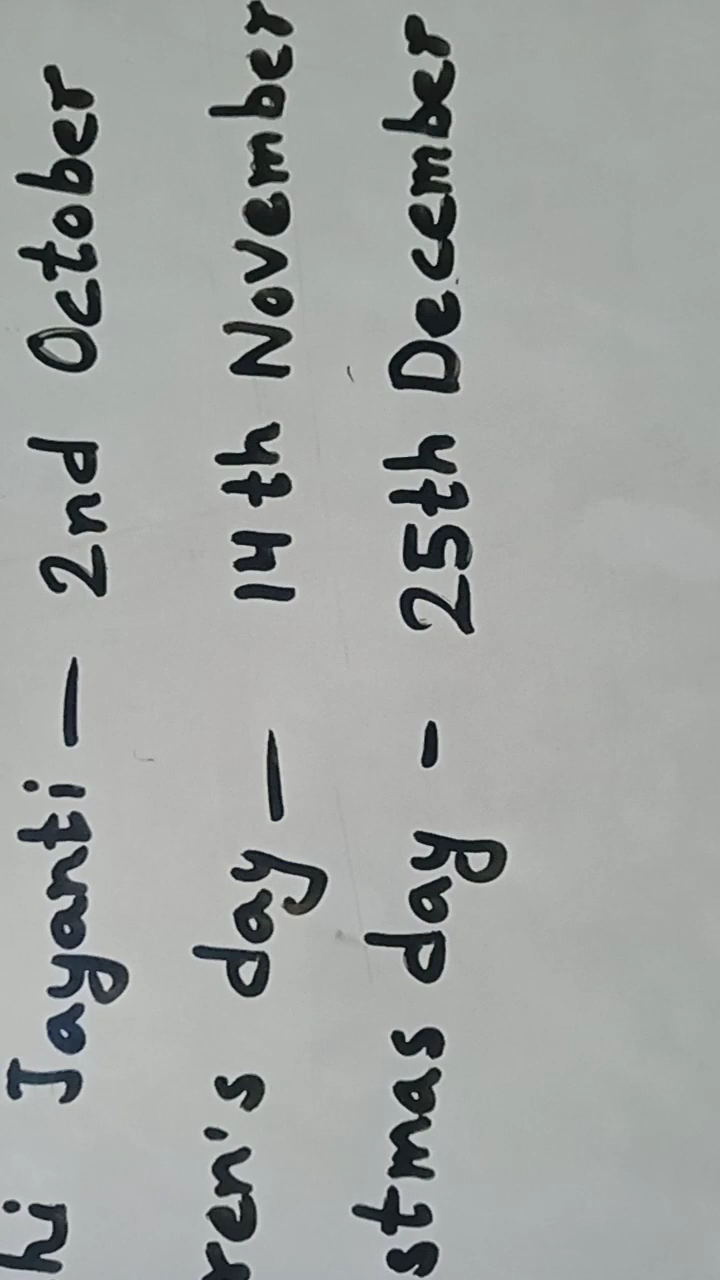 hi Jayanti - 2nd October
ren's day - 14th November
stmas day - 25th December